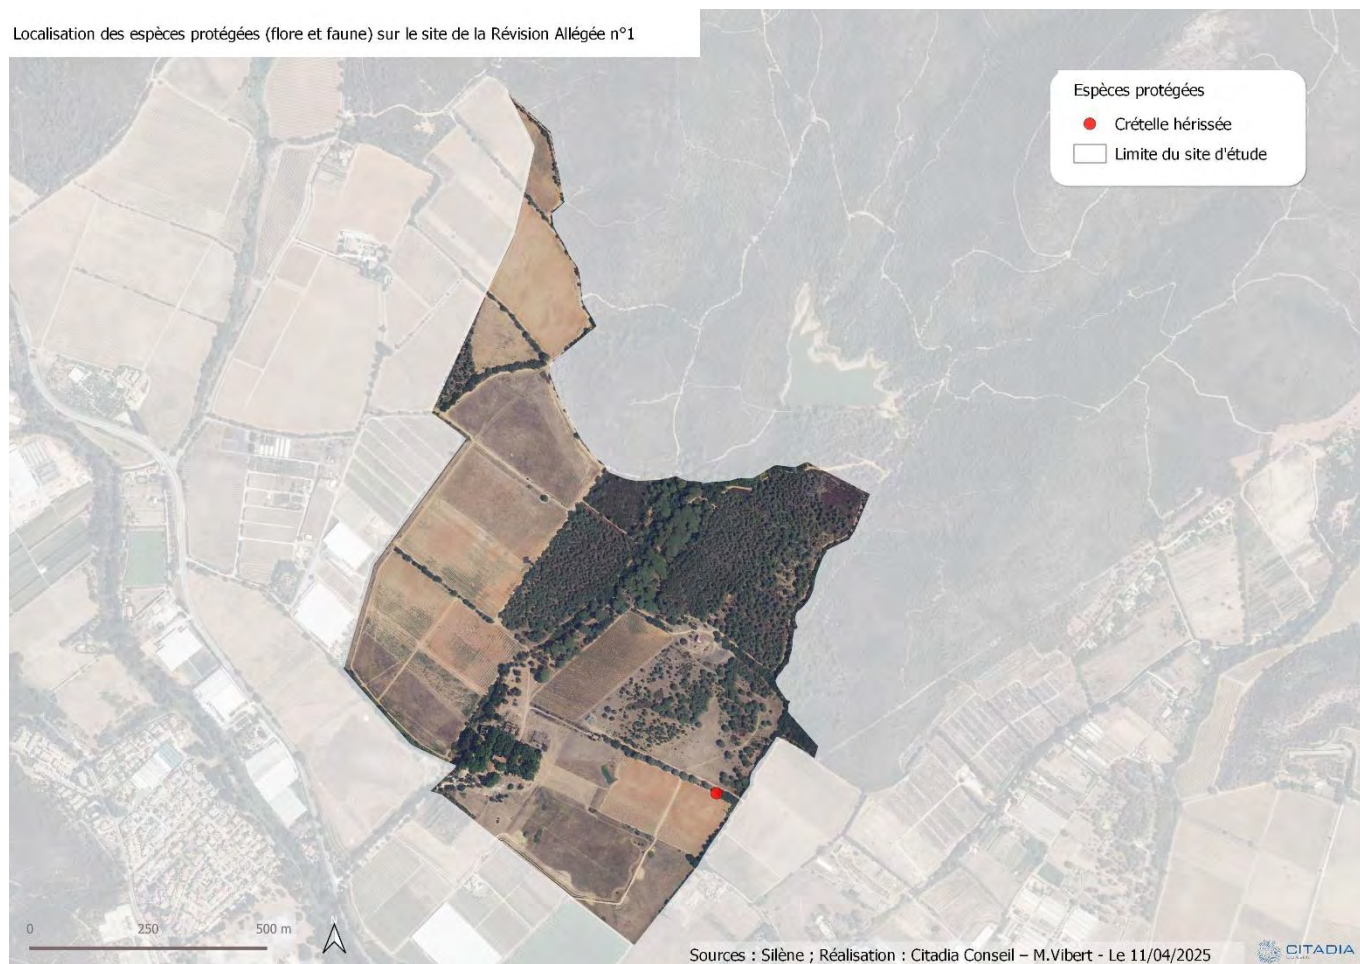 Localisation des espèces protégées (flore et faune) sur le site de la Révision Allégée n°1
Espèces protégées
Crételle hérissée
Limite du site d'étude
0 250 500 m
Sources : Silène ; Réalisation : Citadia Conseil – M.Vibert - Le 11/04/2025
CITADIA